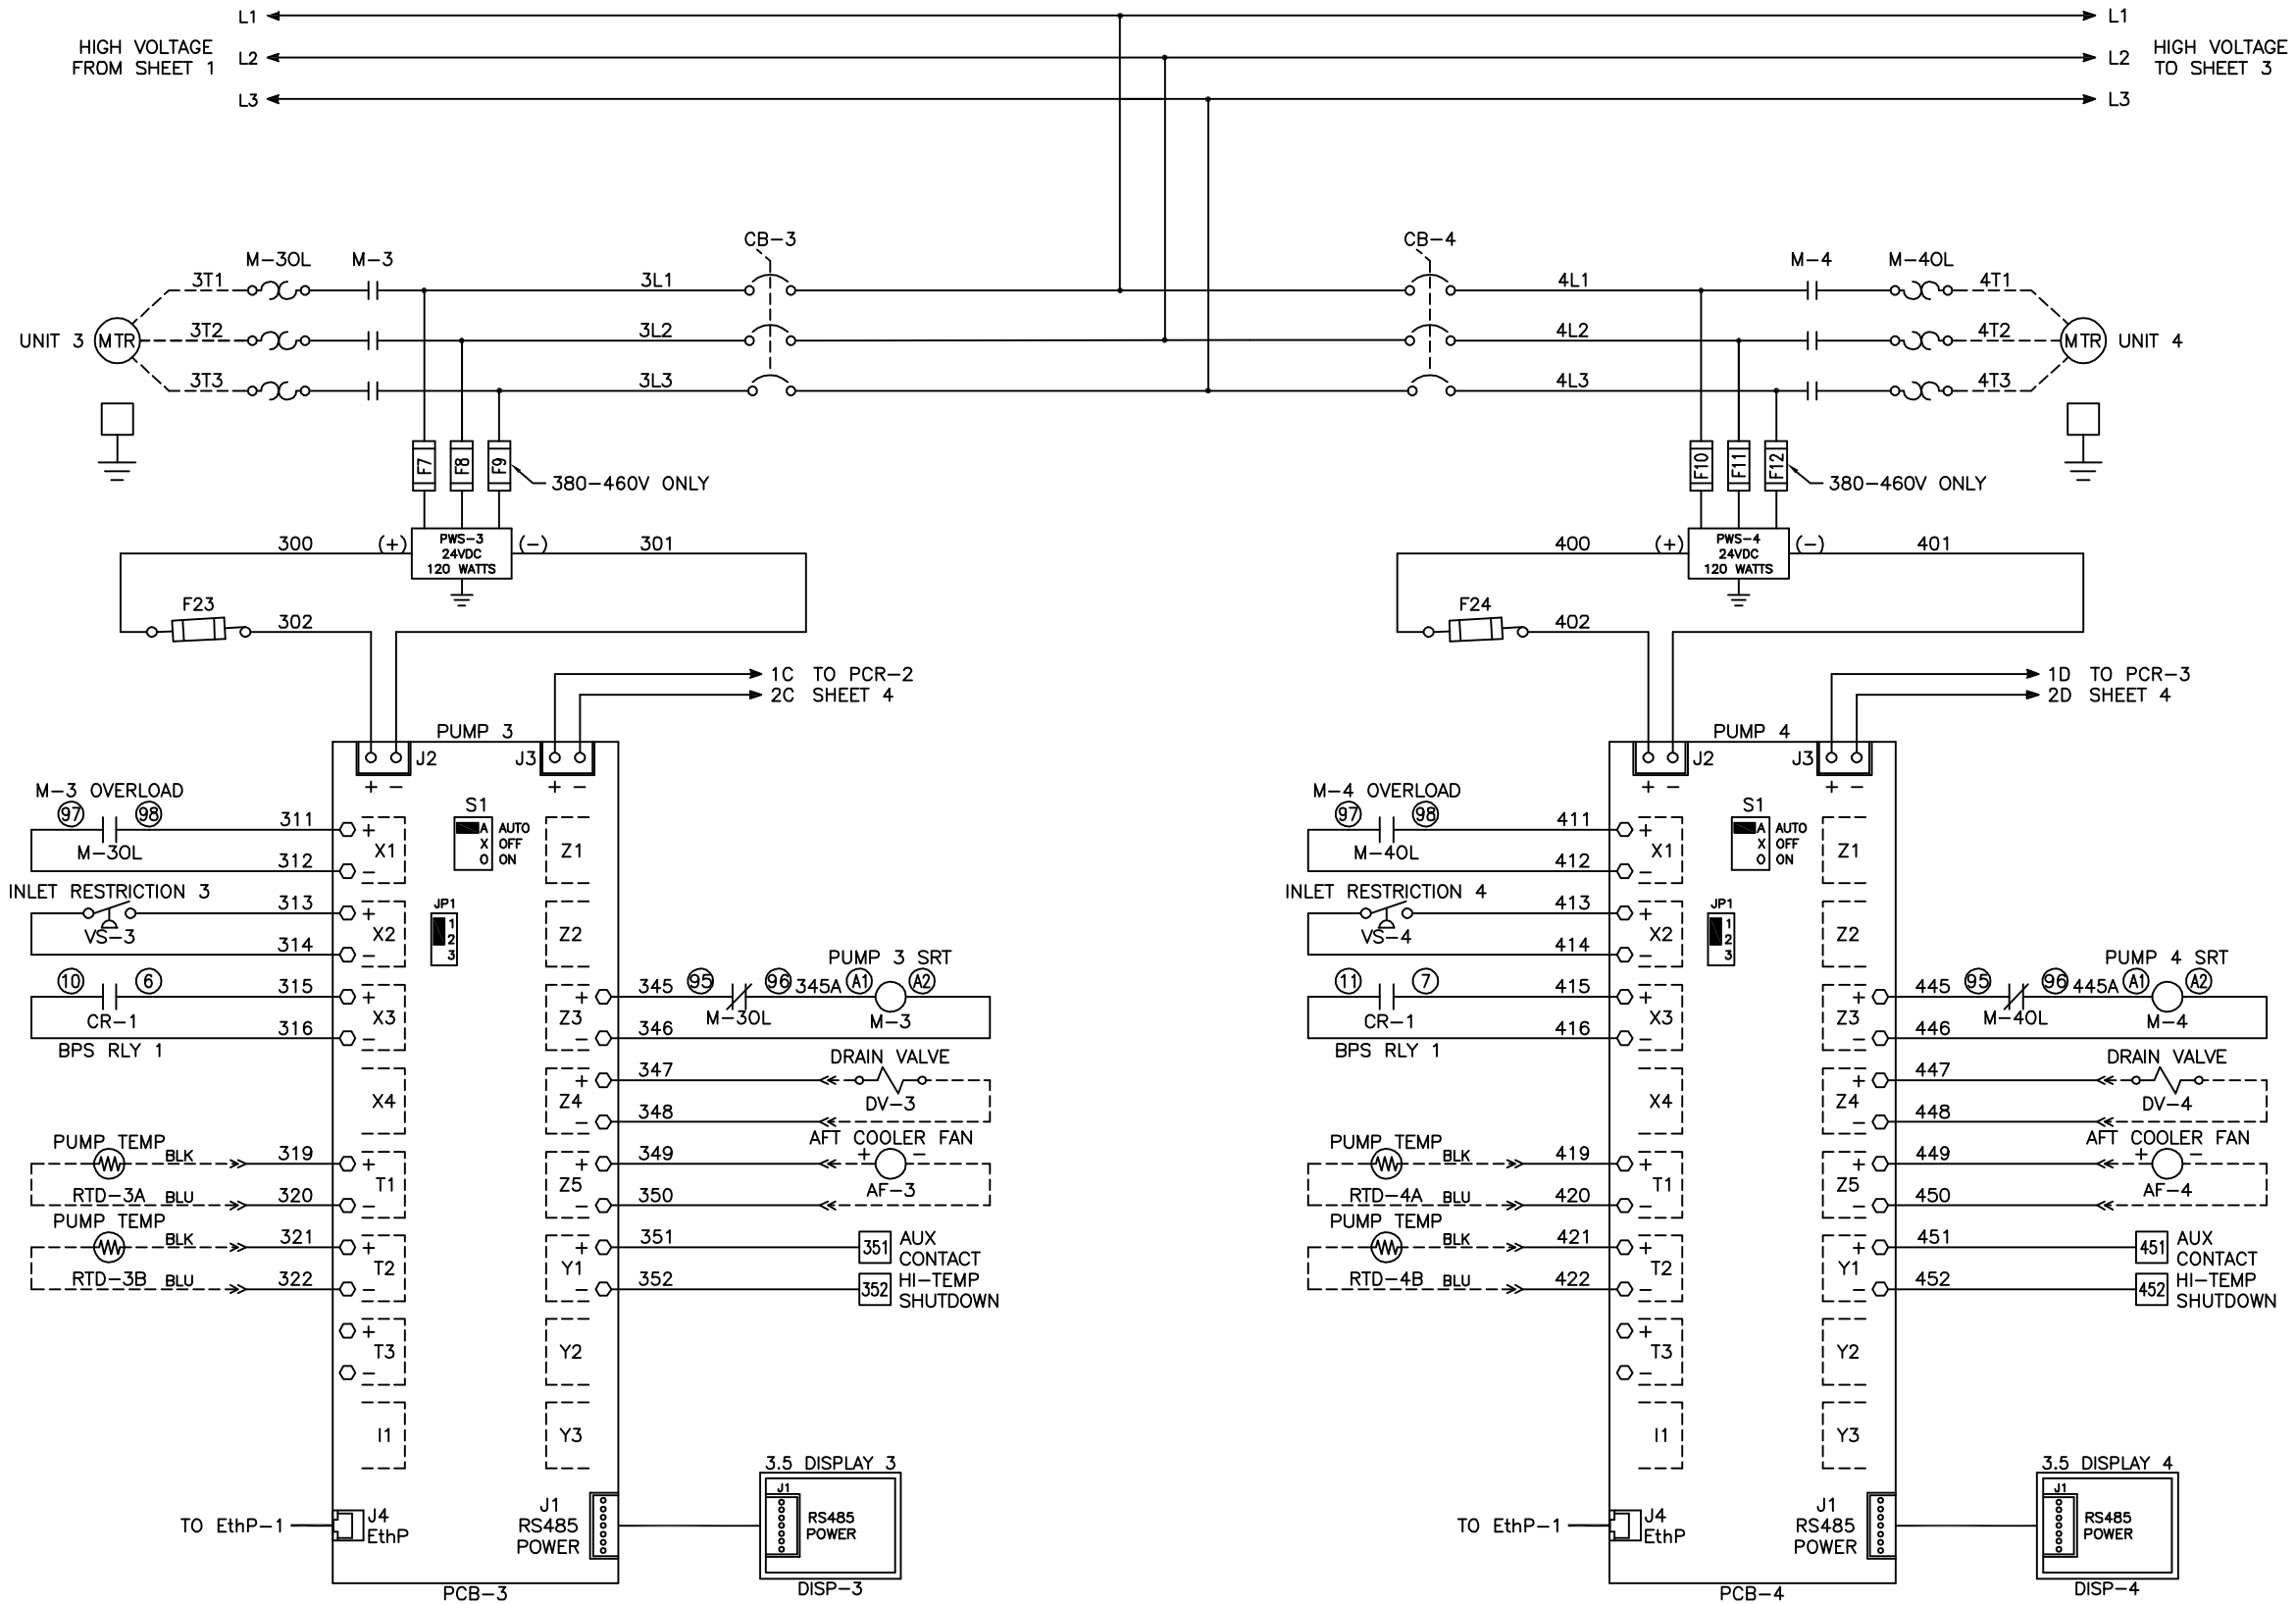 L1
L1
HIGH VOLTAGE
FROM SHEET 1
L2
L2
HIGH VOLTAGE
TO SHEET 3
L3
L3
CB-3
CB-4
M-3OL
M-3
M-4
M-4OL
3T1
3L1
4L1
4T1
UNIT 3
MTR
3T2
3L2
4L2
4T2
MTR
UNIT 4
3T3
3L3
4L3
4T3
F7
F8
F9
380-460V ONLY
F10
F11
F12
380-460V ONLY
300
(+)
PWS-3
24VDC
120 WATTS
(-)
301
400
(+)
PWS-4
24VDC
120 WATTS
(-)
401
F23
302
F24
402
1C TO PCR-2
2C SHEET 4
1D TO PCR-3
2D SHEET 4
PUMP 3
J2
J3
+ -
+ -
M-3 OVERLOAD
97
98
311
M-3OL
312
+
X1
-
S1
A AUTO
X OFF
O ON
Z1
INLET RESTRICTION 3
313
VS-3
314
+
X2
-
JP1
1
2
3
Z2
10
6
315
CR-1
316
BPS RLY 1
+
X3
-
+
Z3
-
PUMP 3 SRT
345
95
96
345A
A1
A2
M-3OL
M-3
346
X4
+
Z4
-
347
DRAIN VALVE
DV-3
348
PUMP TEMP
BLK
319
RTD-3A
BLU
320
+
T1
-
+
Z5
-
349
AFT COOLER FAN
+
-
AF-3
350
PUMP TEMP
BLK
321
RTD-3B
BLU
322
+
T2
-
+
Y1
-
351
351
AUX
CONTACT
352
352
HI-TEMP
SHUTDOWN
+
T3
-
Y2
I1
Y3
TO EthP-1
J4
EthP
J1
RS485
POWER
3.5 DISPLAY 3
J1
RS485
POWER
DISP-3
PCB-3
PUMP 4
J2
J3
+ -
+ -
M-4 OVERLOAD
97
98
411
M-4OL
412
+
X1
-
S1
A AUTO
X OFF
O ON
Z1
INLET RESTRICTION 4
413
VS-4
414
+
X2
-
JP1
1
2
3
Z2
11
7
415
CR-1
416
BPS RLY 1
+
X3
-
+
Z3
-
PUMP 4 SRT
445
95
96
445A
A1
A2
M-4OL
M-4
446
X4
+
Z4
-
447
DRAIN VALVE
DV-4
448
PUMP TEMP
BLK
419
RTD-4A
BLU
420
+
T1
-
+
Z5
-
449
AFT COOLER FAN
+
-
AF-4
450
PUMP TEMP
BLK
421
RTD-4B
BLU
422
+
T2
-
+
Y1
-
451
451
AUX
CONTACT
452
452
HI-TEMP
SHUTDOWN
+
T3
-
Y2
I1
Y3
TO EthP-1
J4
EthP
J1
RS485
POWER
3.5 DISPLAY 4
J1
RS485
POWER
DISP-4
PCB-4